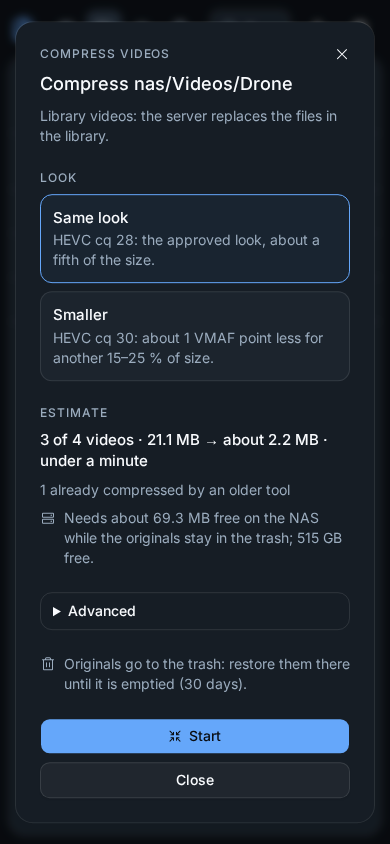 COMPRESS VIDEOS
Compress nas/Videos/Drone
Library videos: the server replaces the files in
the library.
LOOK
Same look
HEVC cq 28: the approved look, about a
fifth of the size.
Smaller
HEVC cq 30: about 1 VMAF point less for
another 15–25 % of size.
ESTIMATE
3 of 4 videos · 21.1 MB → about 2.2 MB ·
under a minute
1 already compressed by an older tool
Needs about 69.3 MB free on the NAS
while the originals stay in the trash; 515 GB
free.
Advanced
Originals go to the trash: restore them there
until it is emptied (30 days).
Start
Close